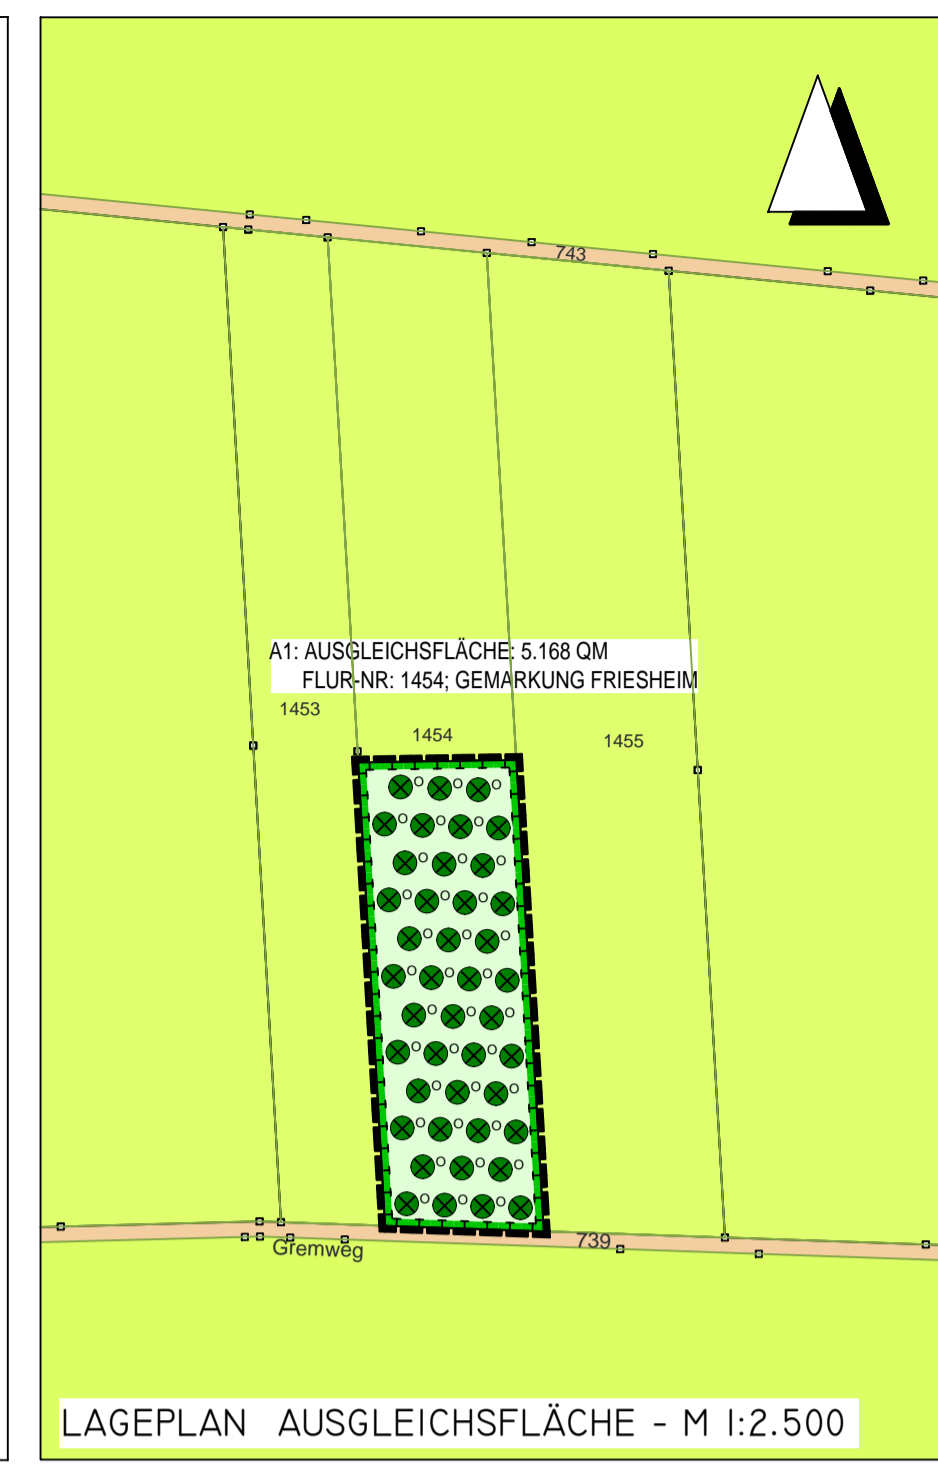 743
A1: AUSGLEICHSFLÄCHE: 5.168 QM
FLUR-NR: 1454; GEMARKUNG FRIESHEIM
1453
1454
1455
739
Gremweg
LAGEPLAN AUSGLEICHSFLÄCHE - M 1:2.500